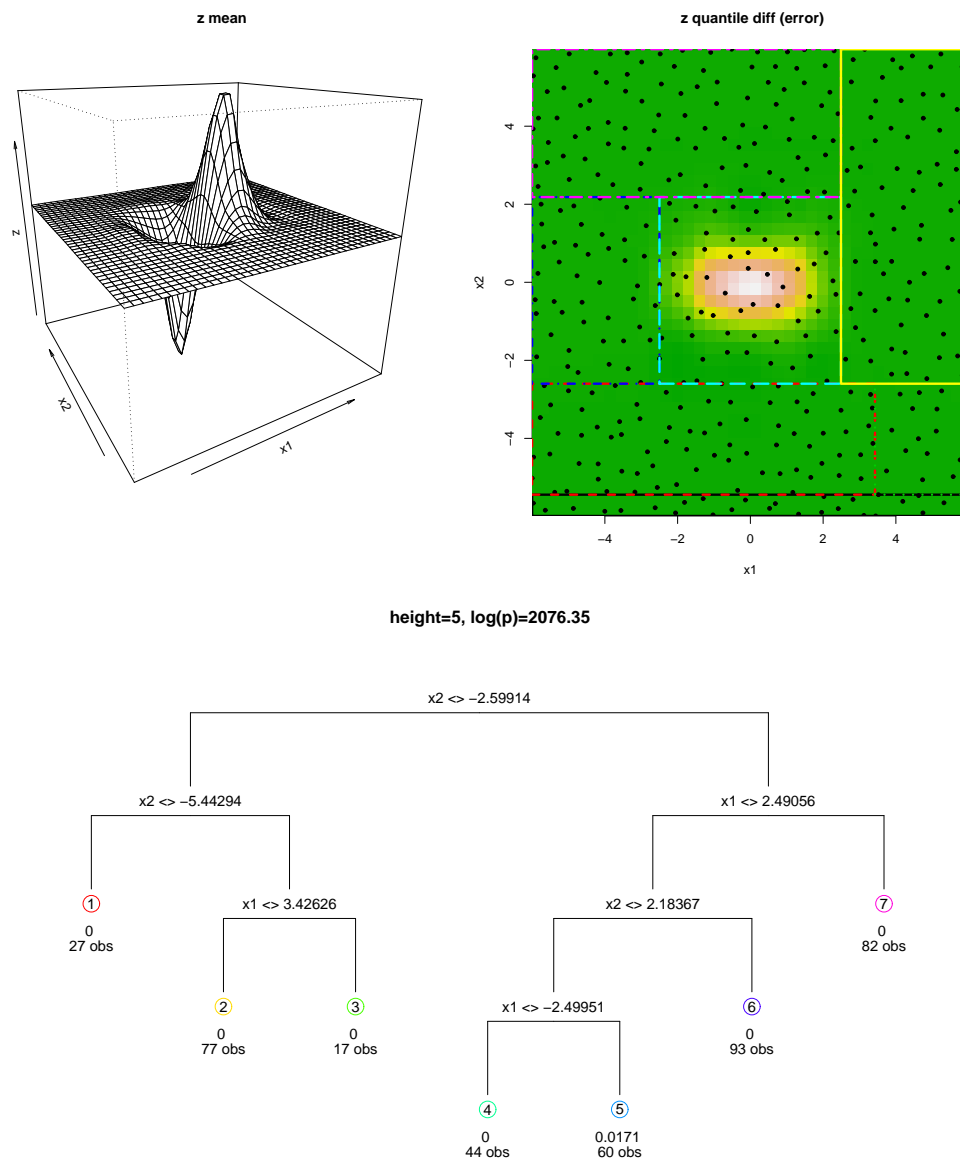 z mean
z
x2
x1
z quantile diff (error)
x2
4
2
0
−2
−4
−4
−2
0
2
4
x1
height=5, log(p)=2076.35
x2 <> −2.59914
x2 <> −5.44294
x1 <> 2.49056
1
0
27 obs
x1 <> 3.42626
x2 <> 2.18367
7
0
82 obs
2
0
77 obs
3
0
17 obs
x1 <> −2.49951
6
0
93 obs
4
0
44 obs
5
0.0171
60 obs